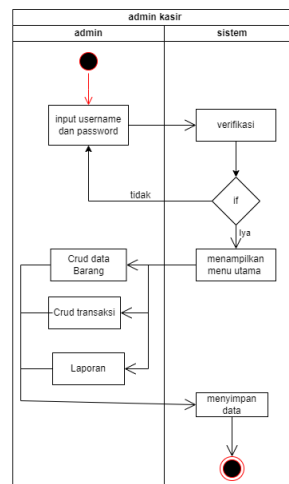 admin kasir
admin
sistem
input username
dan password
verifikasi
if
tidak
Iya
Crud data
Barang
menampilkan
menu utama
Crud transaksi
Laporan
menyimpan
data